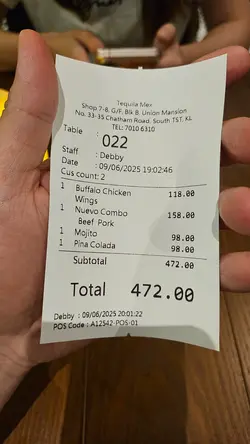 Tequila Mex
Shop 7-8, G/F, Blk B, Union Mansion
No. 33-35 Chatham Road, South TST, KL
TEL: 7010 6310
Table : 022
Staff : Debby
Date : 09/06/2025 19:02:46
Cus count: 2
1 Buffalo Chicken 118.00
Wings
1 Nuevo Combo 158.00
Beef Pork
1 Mojito 98.00
1 Pina Colada 98.00
Subtotal 472.00
Total 472.00
Debby : 09/06/2025 20:01:22
POS Code : A12542-POS-01